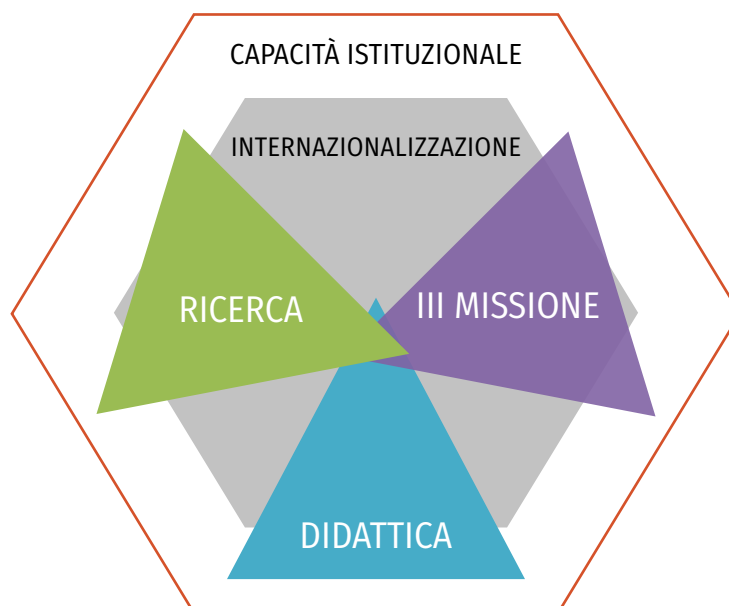 CAPACITÀ ISTITUZIONALE
INTERNAZIONALIZZAZIONE
RICERCA
III MISSIONE
DIDATTICA